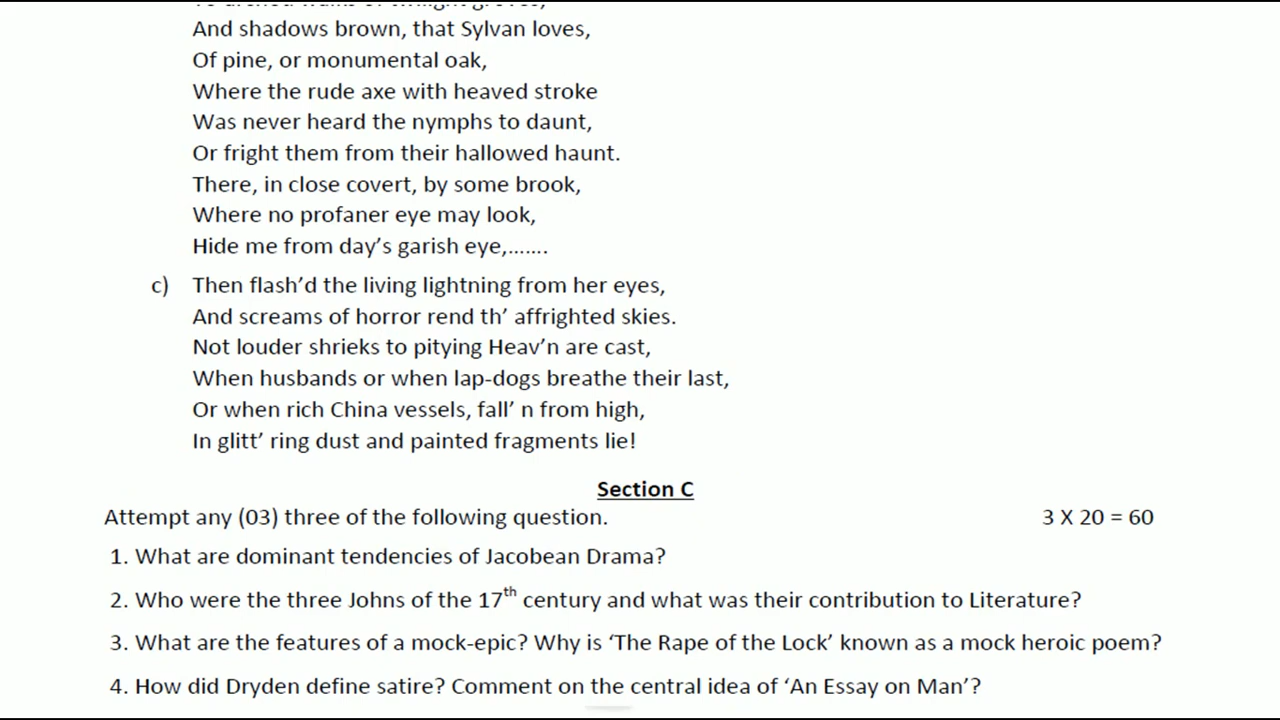 And shadows brown, that Sylvan loves,
Of pine, or monumental oak,
Where the rude axe with heaved stroke
Was never heard the nymphs to daunt,
Or fright them from their hallowed haunt.
There, in close covert, by some brook,
Where no profaner eye may look,
Hide me from day's garish eye,.......
c) Then flash'd the living lightning from her eyes,
And screams of horror rend th' affrighted skies.
Not louder shrieks to pitying Heav'n are cast,
When husbands or when lap-dogs breathe their last,
Or when rich China vessels, fall' n from high,
In glitt' ring dust and painted fragments lie!
Section C
Attempt any (03) three of the following question. 3 X 20 = 60
1. What are dominant tendencies of Jacobean Drama?
2. Who were the three Johns of the 17th century and what was their contribution to Literature?
3. What are the features of a mock-epic? Why is 'The Rape of the Lock' known as a mock heroic poem?
4. How did Dryden define satire? Comment on the central idea of 'An Essay on Man'?